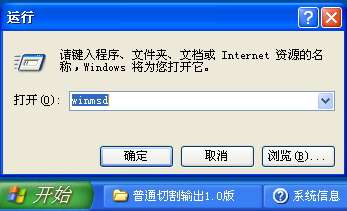 运行
请键入程序、文件夹、文档或 Internet 资源的名
称,Windows 将为您打开它。
打开(O): winmsd
确定 取消 浏览(B)...
开始 普通切割输出1.0版 系统信息